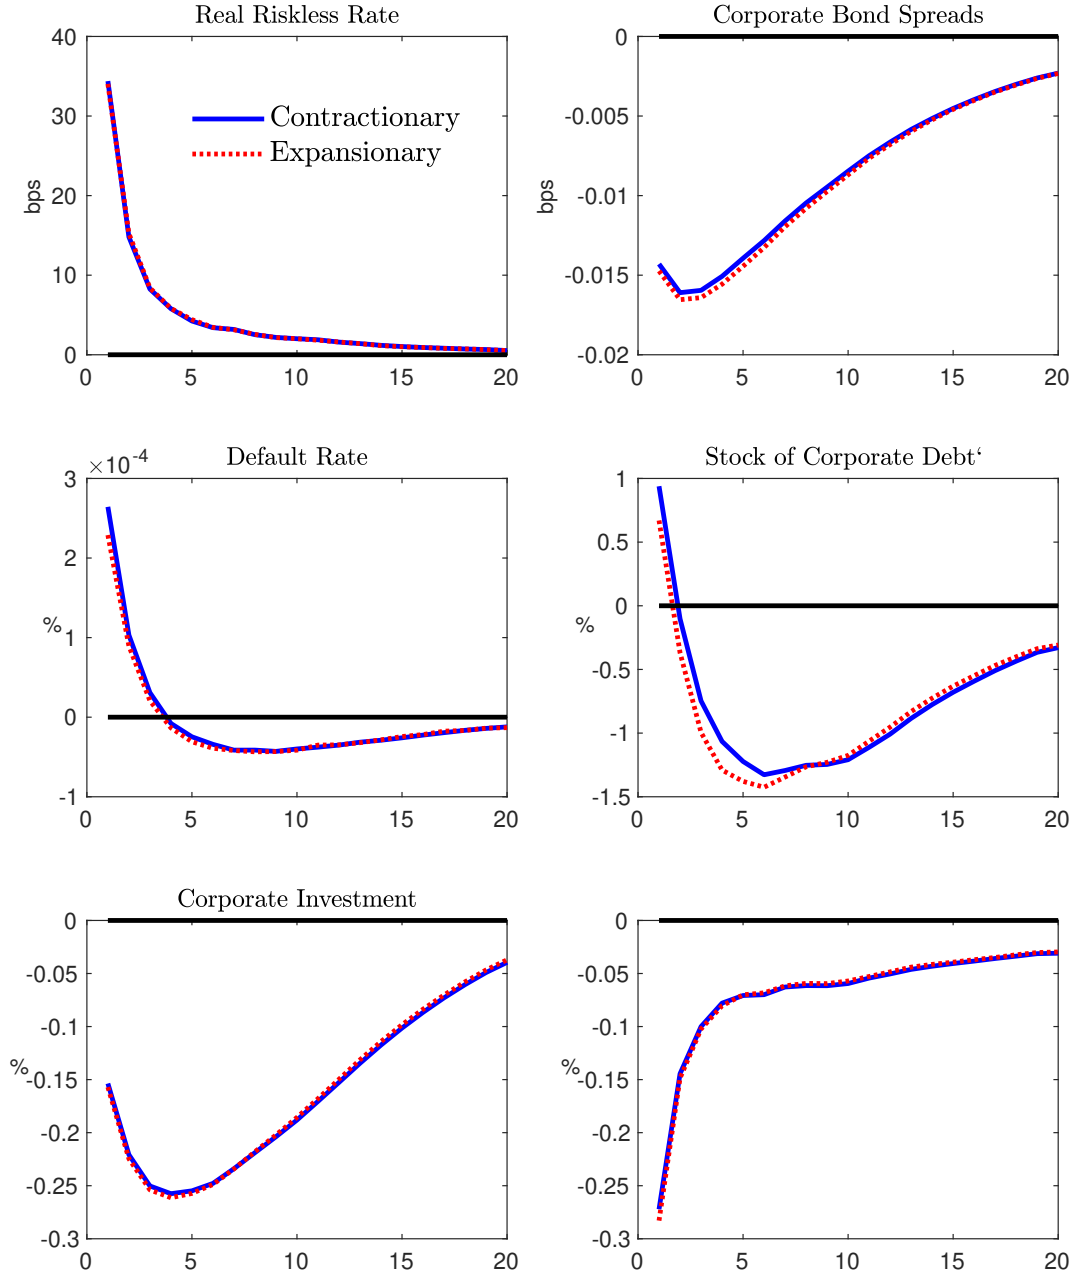 Real Riskless Rate
40
30
20
10
0
bps
Contractionary
Expansionary
0 5 10 15 20
Corporate Bond Spreads
0
-0.005
-0.01
-0.015
-0.02
bps
0 5 10 15 20
Default Rate
×10-4
3
2
1
0
-1
%
0 5 10 15 20
Stock of Corporate Debt‘
1
0.5
0
-0.5
-1
-1.5
%
0 5 10 15 20
Corporate Investment
0
-0.05
-0.1
-0.15
-0.2
-0.25
-0.3
%
0 5 10 15 20
0
-0.05
-0.1
-0.15
-0.2
-0.25
-0.3
%
0 5 10 15 20